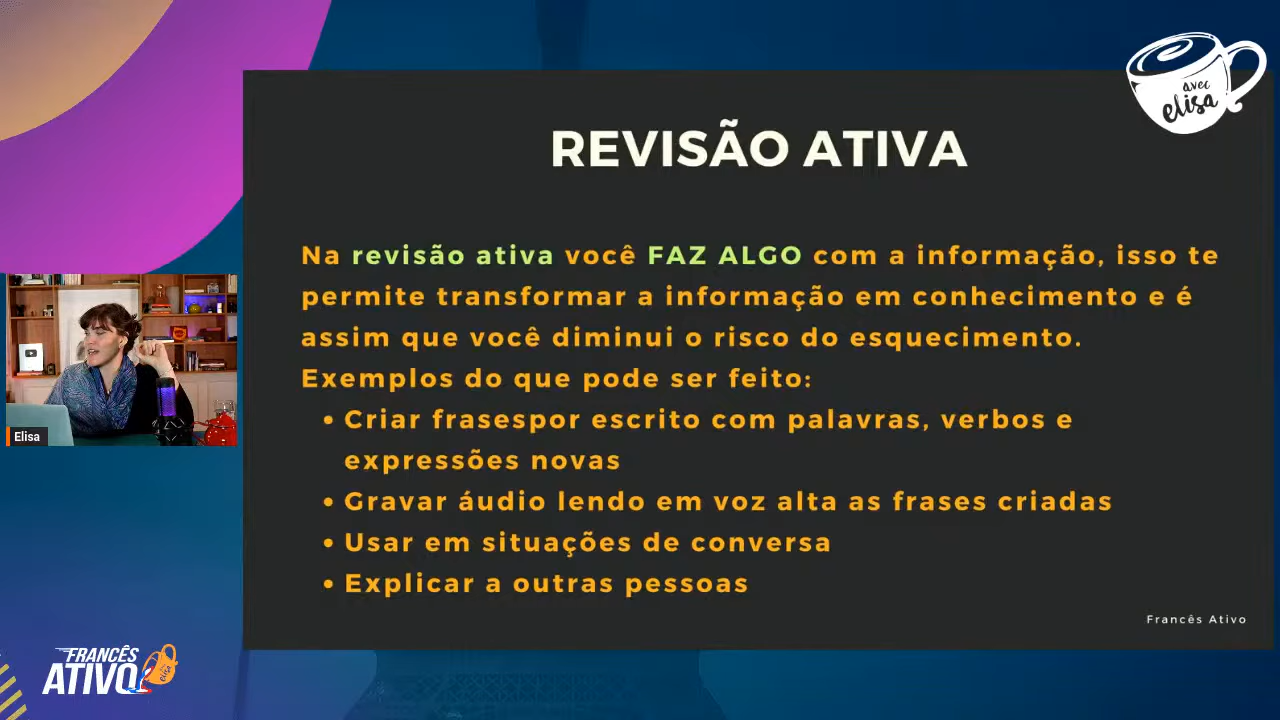 avec
elisa
REVISÃO ATIVA
Na revisão ativa você FAZ ALGO com a informação, isso te
permite transformar a informação em conhecimento e é
assim que você diminui o risco do esquecimento.
Exemplos do que pode ser feito:
• Criar frasespor escrito com palavras, verbos e
expressões novas
• Gravar áudio lendo em voz alta as frases criadas
• Usar em situações de conversa
• Explicar a outras pessoas
Francês Ativo
Elisa
FRANCÊS
ATIVO